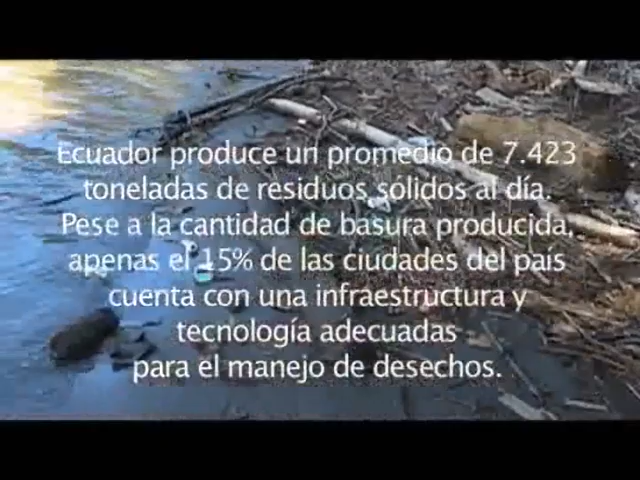 Ecuador produce un promedio de 7.423
toneladas de residuos sólidos al día.
Pese a la cantidad de basura producida,
apenas el 15% de las ciudades del país
cuenta con una infraestructura y
tecnología adecuadas
para el manejo de desechos.